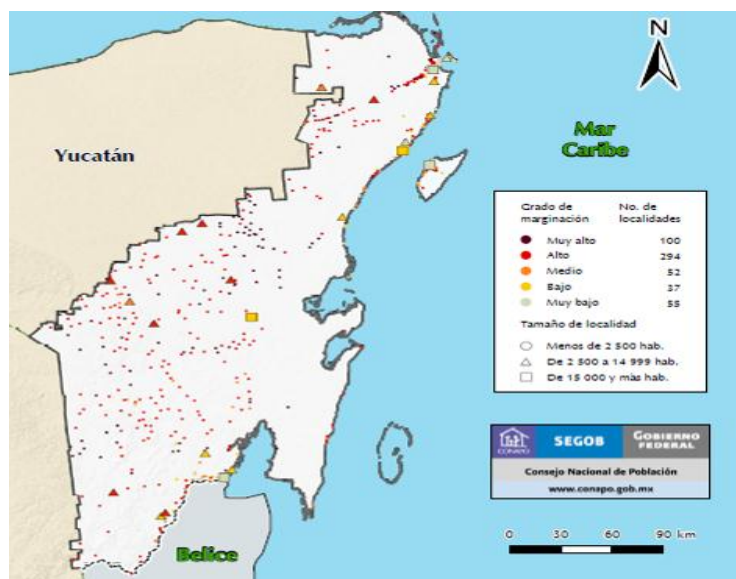 N
Mar
Caribe
Yucatán
Grado de marginación No. de localidades
Muy alto 100
Alto 294
Medio 52
Bajo 37
Muy bajo 55
Tamaño de localidad
Menos de 2 500 hab.
De 2 500 a 14 999 hab.
De 15 000 y más hab.
CONAPO SEGOB GOBIERNO FEDERAL
Consejo Nacional de Población
www.conapo.gob.mx
0 30 60 90 km
Belice